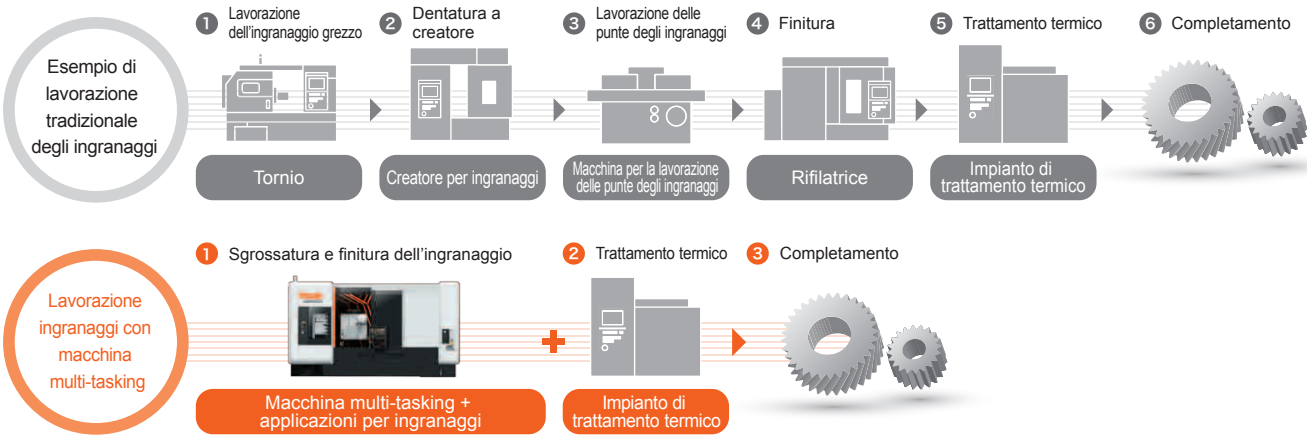 Esempio di
lavorazione
tradizionale
degli ingranaggi
1 Lavorazione
dell'ingranaggio grezzo
2 Dentatura a
creatore
3 Lavorazione delle
punte degli ingranaggi
4 Finitura
5 Trattamento termico
6 Completamento
Tornio
Creatore per ingranaggi
Macchina per la lavorazione
delle punte degli ingranaggi
Rifilatrice
Impianto di
trattamento termico
Lavorazione
ingranaggi con
macchina
multi-tasking
1 Sgrossatura e finitura dell'ingranaggio
2 Trattamento termico
3 Completamento
Macchina multi-tasking +
applicazioni per ingranaggi
Impianto di
trattamento termico